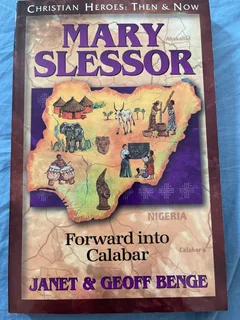 CHRISTIAN HEROES: THEN & NOW
MARY
SLESSOR
NIGERIA
Forward into
Calabar
Calabar
JANET & GEOFF BENGE